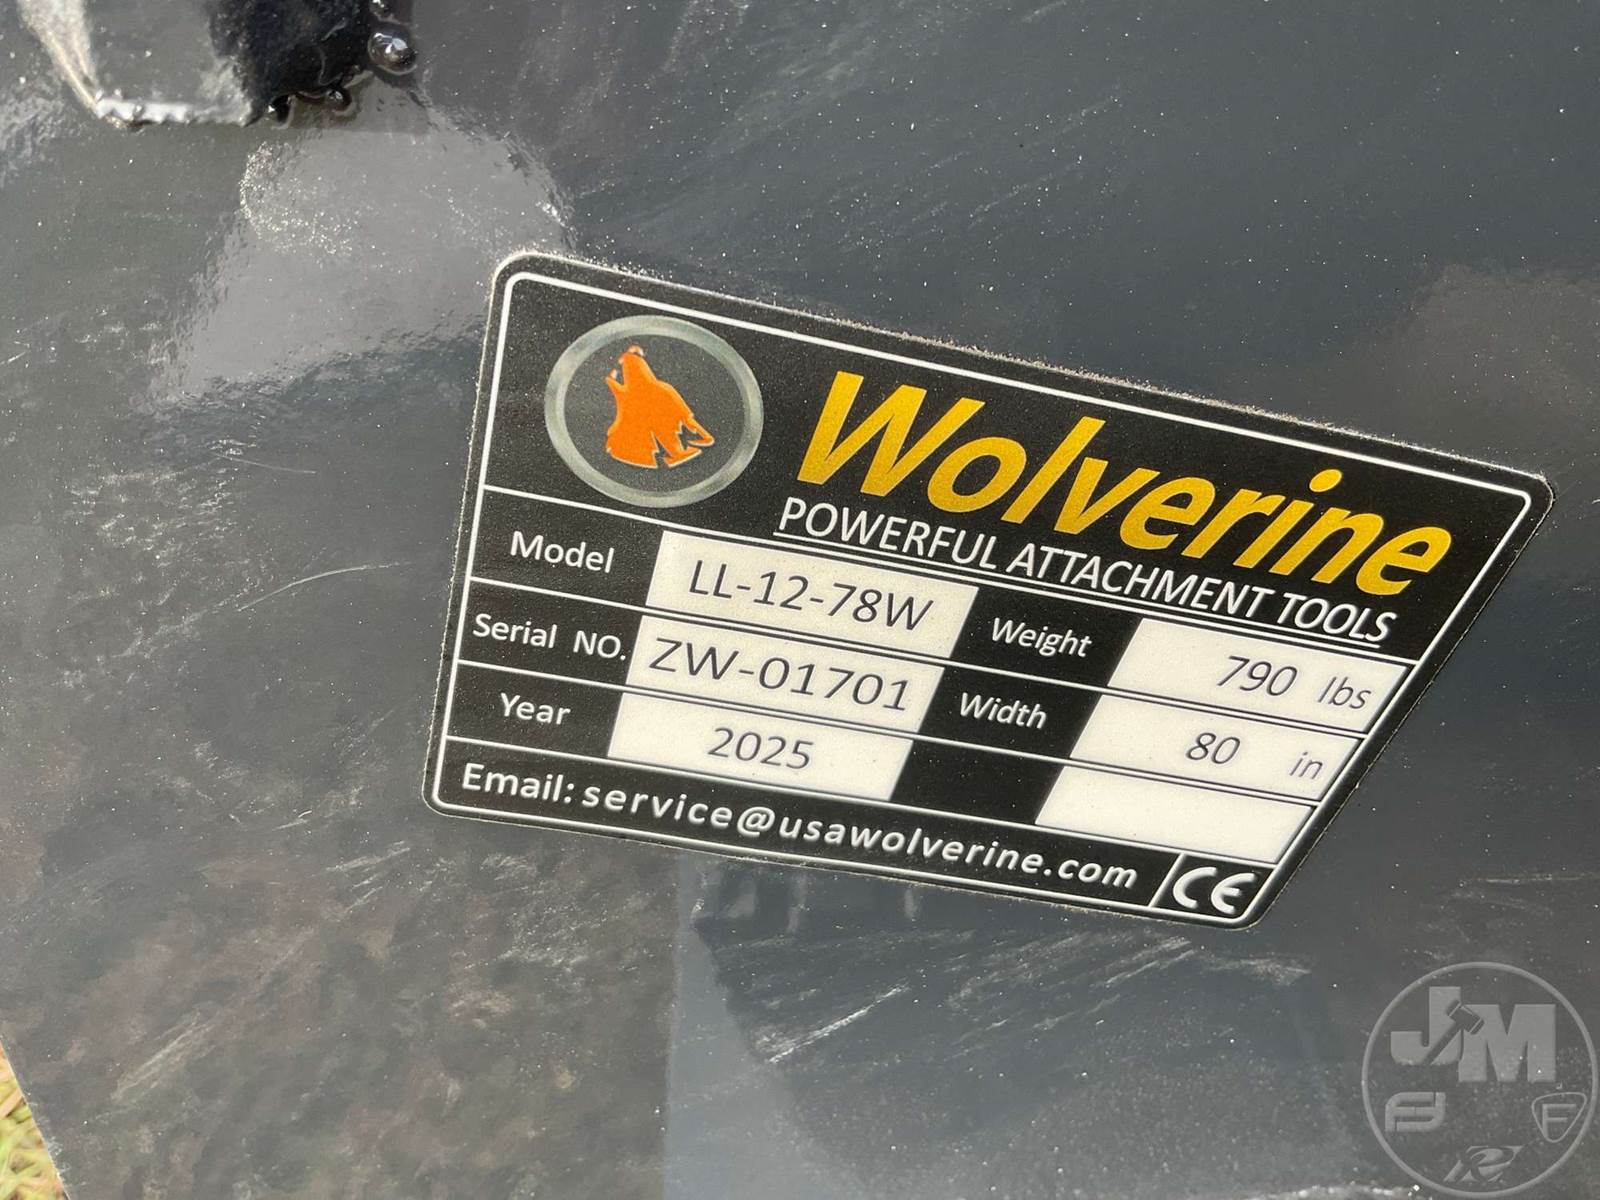 Wolverine
POWERFUL ATTACHMENT TOOLS
Model LL-12-78W Weight 790 lbs
Serial NO. ZW-01701 Width 80 in
Year 2025
Email: service@usawolverine.com CE
JM
F